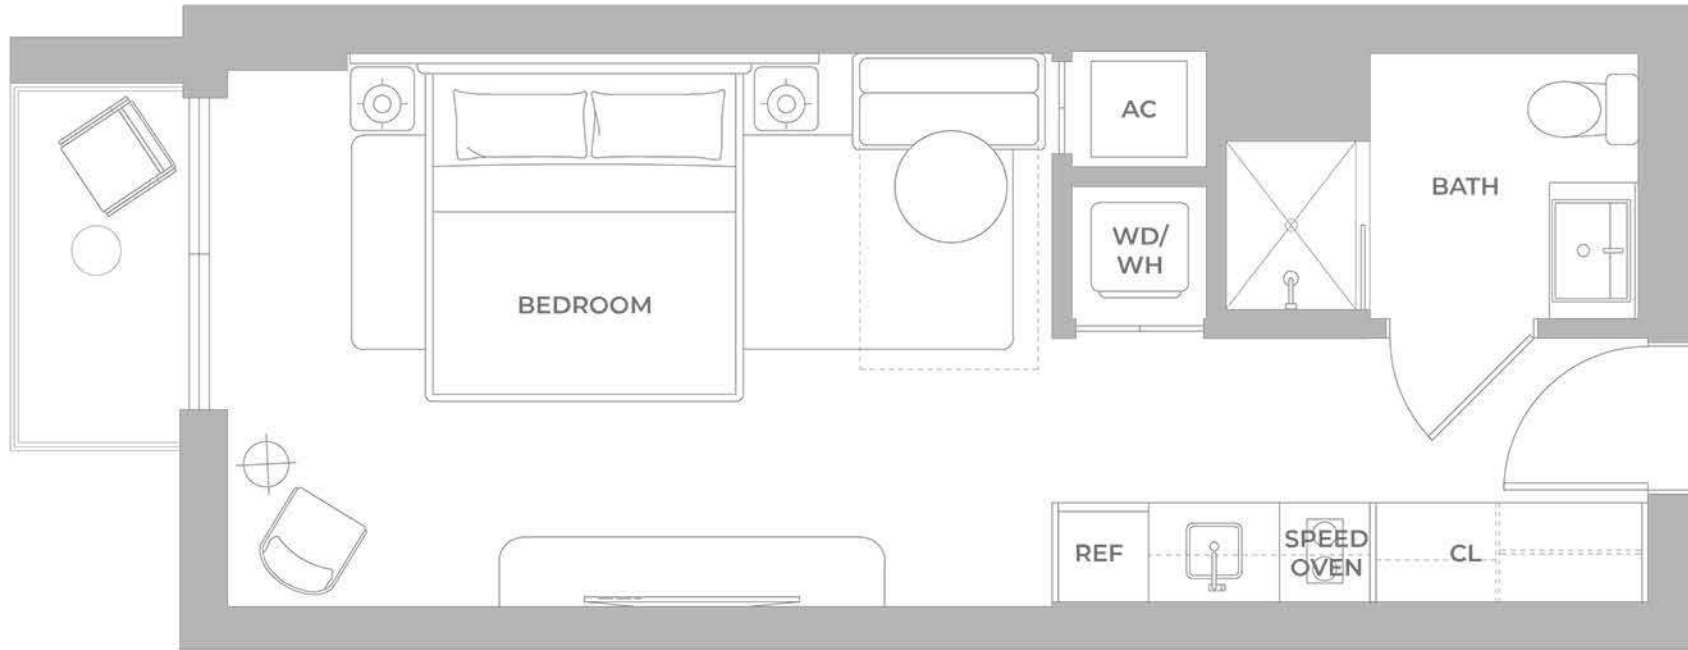 AC
BATH
WD/
WH
BEDROOM
REF
SPEED
OVEN
CL